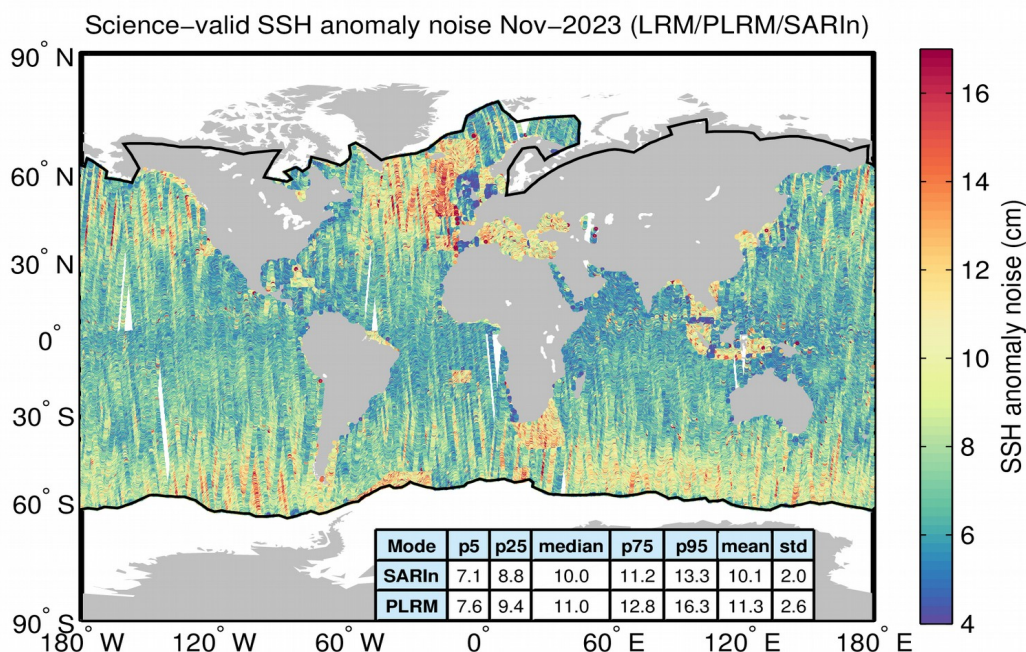 Science−valid SSH anomaly noise Nov−2023 (LRM/PLRM/SARIn)
90° N
60° N
30° N
0°
30° S
60° S
90° S
180° W
120° W
60° W
0°
60° E
120° E
180° E
16
14
12
10
8
6
4
SSH anomaly noise (cm)
Mode p5 p25 median p75 p95 mean std
SARIn 7.1 8.8 10.0 11.2 13.3 10.1 2.0
PLRM 7.6 9.4 11.0 12.8 16.3 11.3 2.6